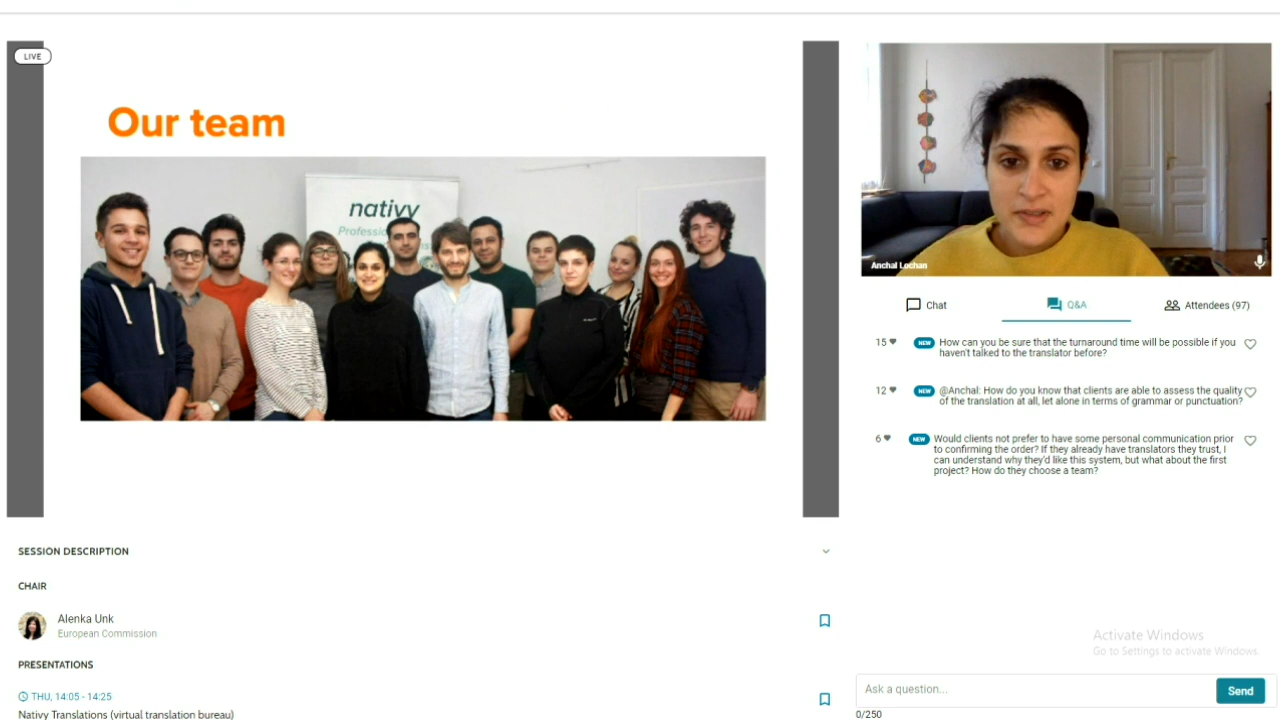 LIVE
Our team
nativy
Anchal Lochan
Chat
Q&A
Attendees (97)
15
NEW
How can you be sure that the turnaround time will be possible if you
haven't talked to the translator before?
12
NEW
@Anchal: How do you know that clients are able to assess the quality
of the translation at all, let alone in terms of grammar or punctuation?
6
NEW
Would clients not prefer to have some personal communication prior
to confirming the order? If they already have translators they trust, I
can understand why they'd like this system, but what about the first
project? How do they choose a team?
SESSION DESCRIPTION
CHAIR
Alenka Unk
European Commission
PRESENTATIONS
THU, 14:05 - 14:25
Nativy Translations (virtual translation bureau)
Activate Windows
Go to Settings to activate Windows.
Ask a question...
Send
0/250